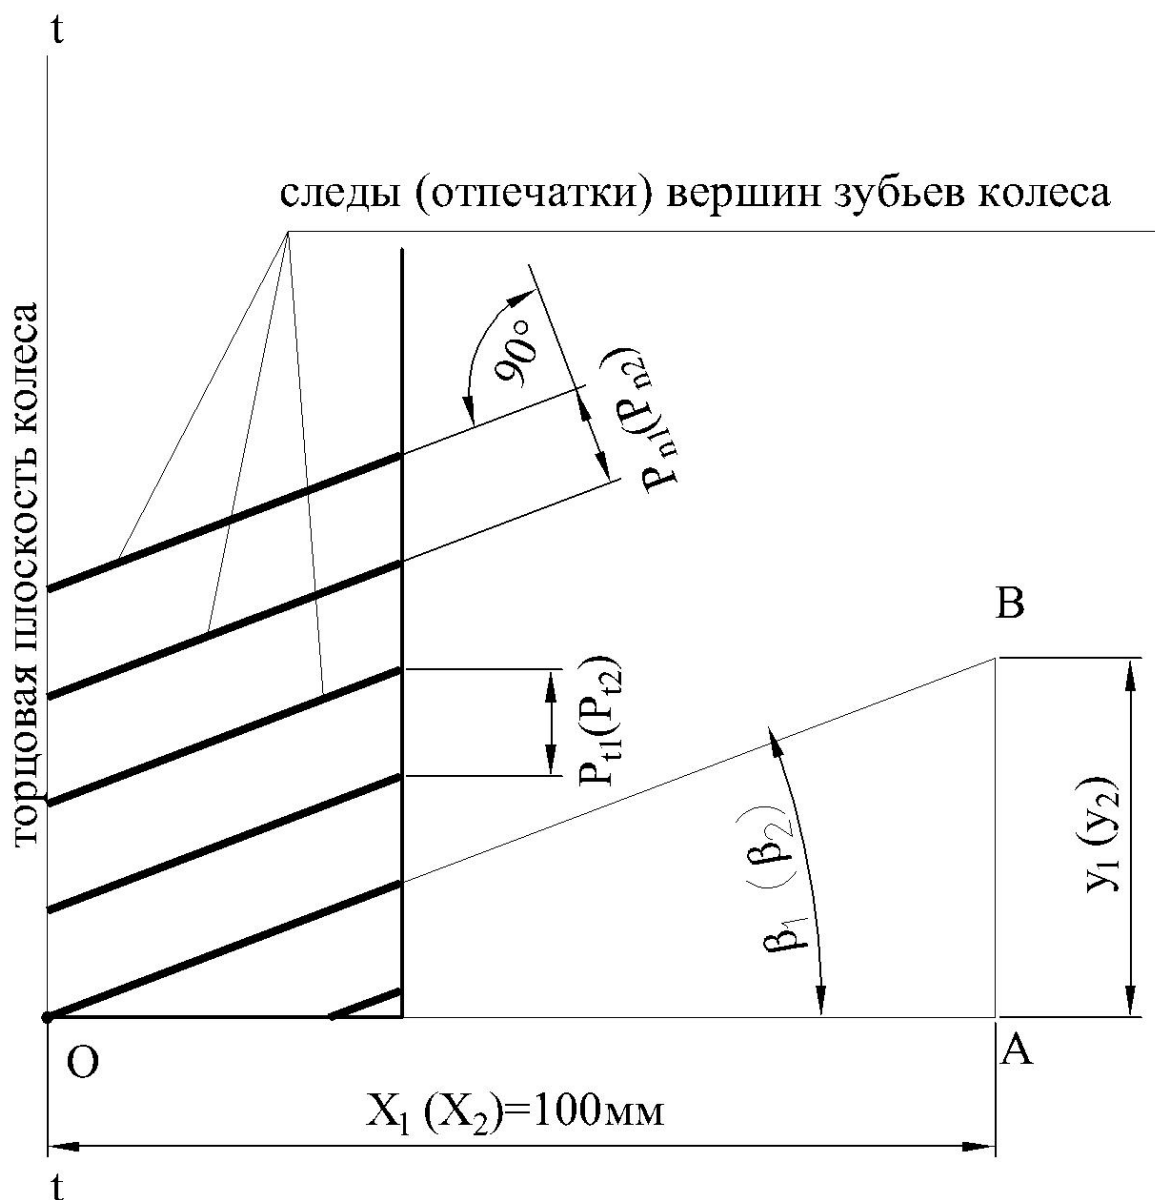 t
следы (отпечатки) вершин зубьев колеса
торцовая плоскость колеса
90°
Pn1(Pn2)
B
Pt1(Pt2)
β1 (β2)
y1 (y2)
O
A
X1 (X2)=100мм
t